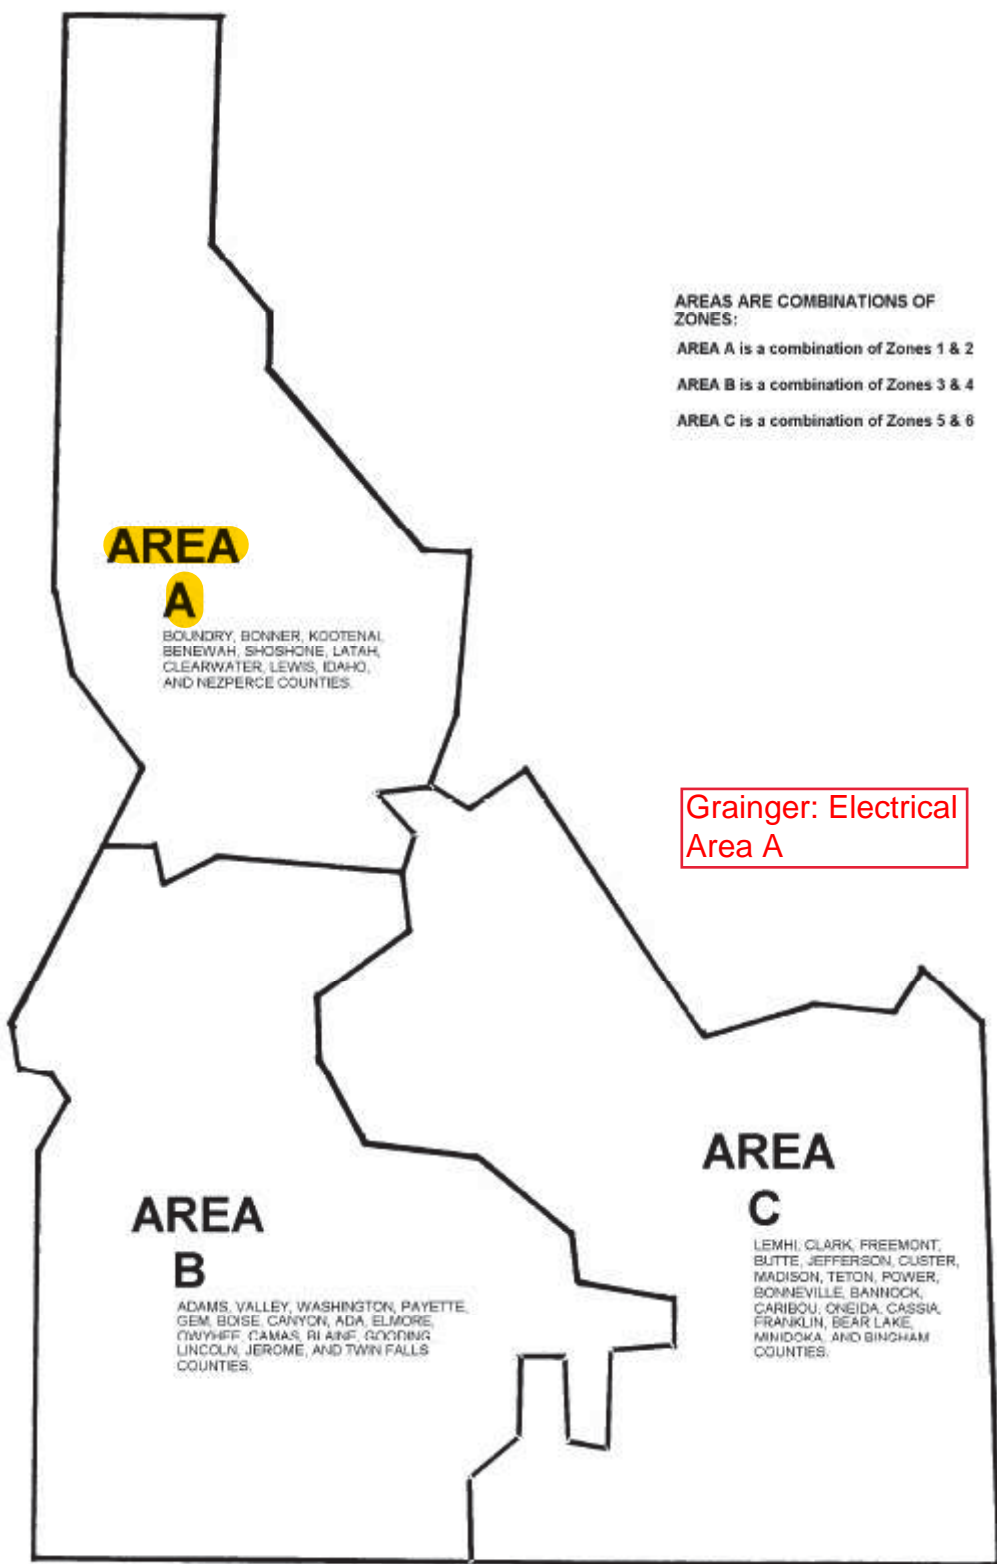 AREAS ARE COMBINATIONS OF
ZONES:
AREA A is a combination of Zones 1 & 2
AREA B is a combination of Zones 3 & 4
AREA C is a combination of Zones 5 & 6
AREA
A
BOUNDRY, BONNER, KOOTENAI,
BENEWAH, SHOSHONE, LATAH,
CLEARWATER, LEWIS, IDAHO,
AND NEZPERCE COUNTIES.
Grainger: Electrical
Area A
AREA
B
ADAMS, VALLEY, WASHINGTON, PAYETTE,
GEM, BOISE, CANYON, ADA, ELMORE,
OWYHEE, CAMAS, BLAINE, GOODING,
LINCOLN, JEROME, AND TWIN FALLS
COUNTIES.
AREA
C
LEMHI, CLARK, FREEMONT,
BUTTE, JEFFERSON, CUSTER,
MADISON, TETON, POWER,
BONNEVILLE, BANNOCK,
CARIBOU, ONEIDA, CASSIA,
FRANKLIN, BEAR LAKE,
MINIDOKA, AND BINGHAM
COUNTIES.